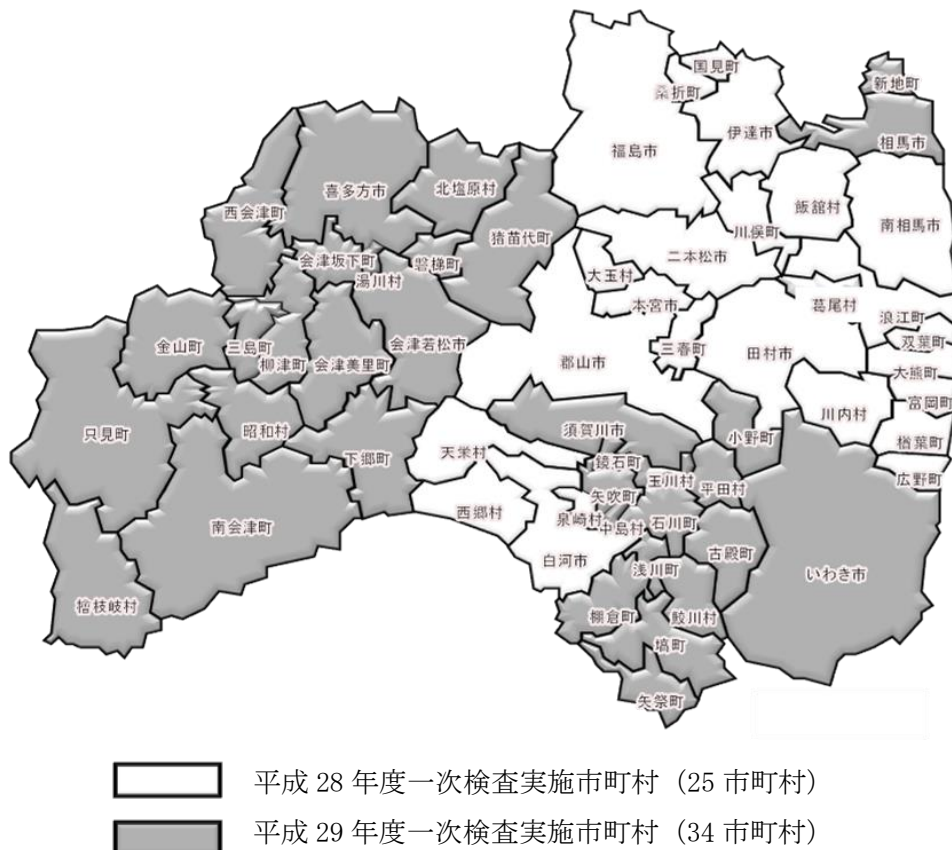 国見町
桑折町
新地町
伊達市
相馬市
福島市
喜多方市
北塩原村
飯舘村
西会津町
南相馬市
川俣町
猪苗代町
二本松市
会津坂下町
磐梯町
湯川村
大玉村
本宮市
葛尾村
浪江町
双葉町
金山町
三島町
柳津町
会津美里町
会津若松市
三春町
田村市
郡山市
大熊町
富岡町
川内村
只見町
昭和村
須賀川市
小野町
楢葉町
下郷町
天栄村
鏡石町
玉川村
平田村
広野町
矢吹町
西郷村
泉崎村
中島村
石川町
南会津町
白河市
古殿町
浅川町
いわき市
檜枝岐村
棚倉町
鮫川村
塙町
矢祭町
平成 28 年度一次検査実施市町村（25 市町村）
平成 29 年度一次検査実施市町村（34 市町村）